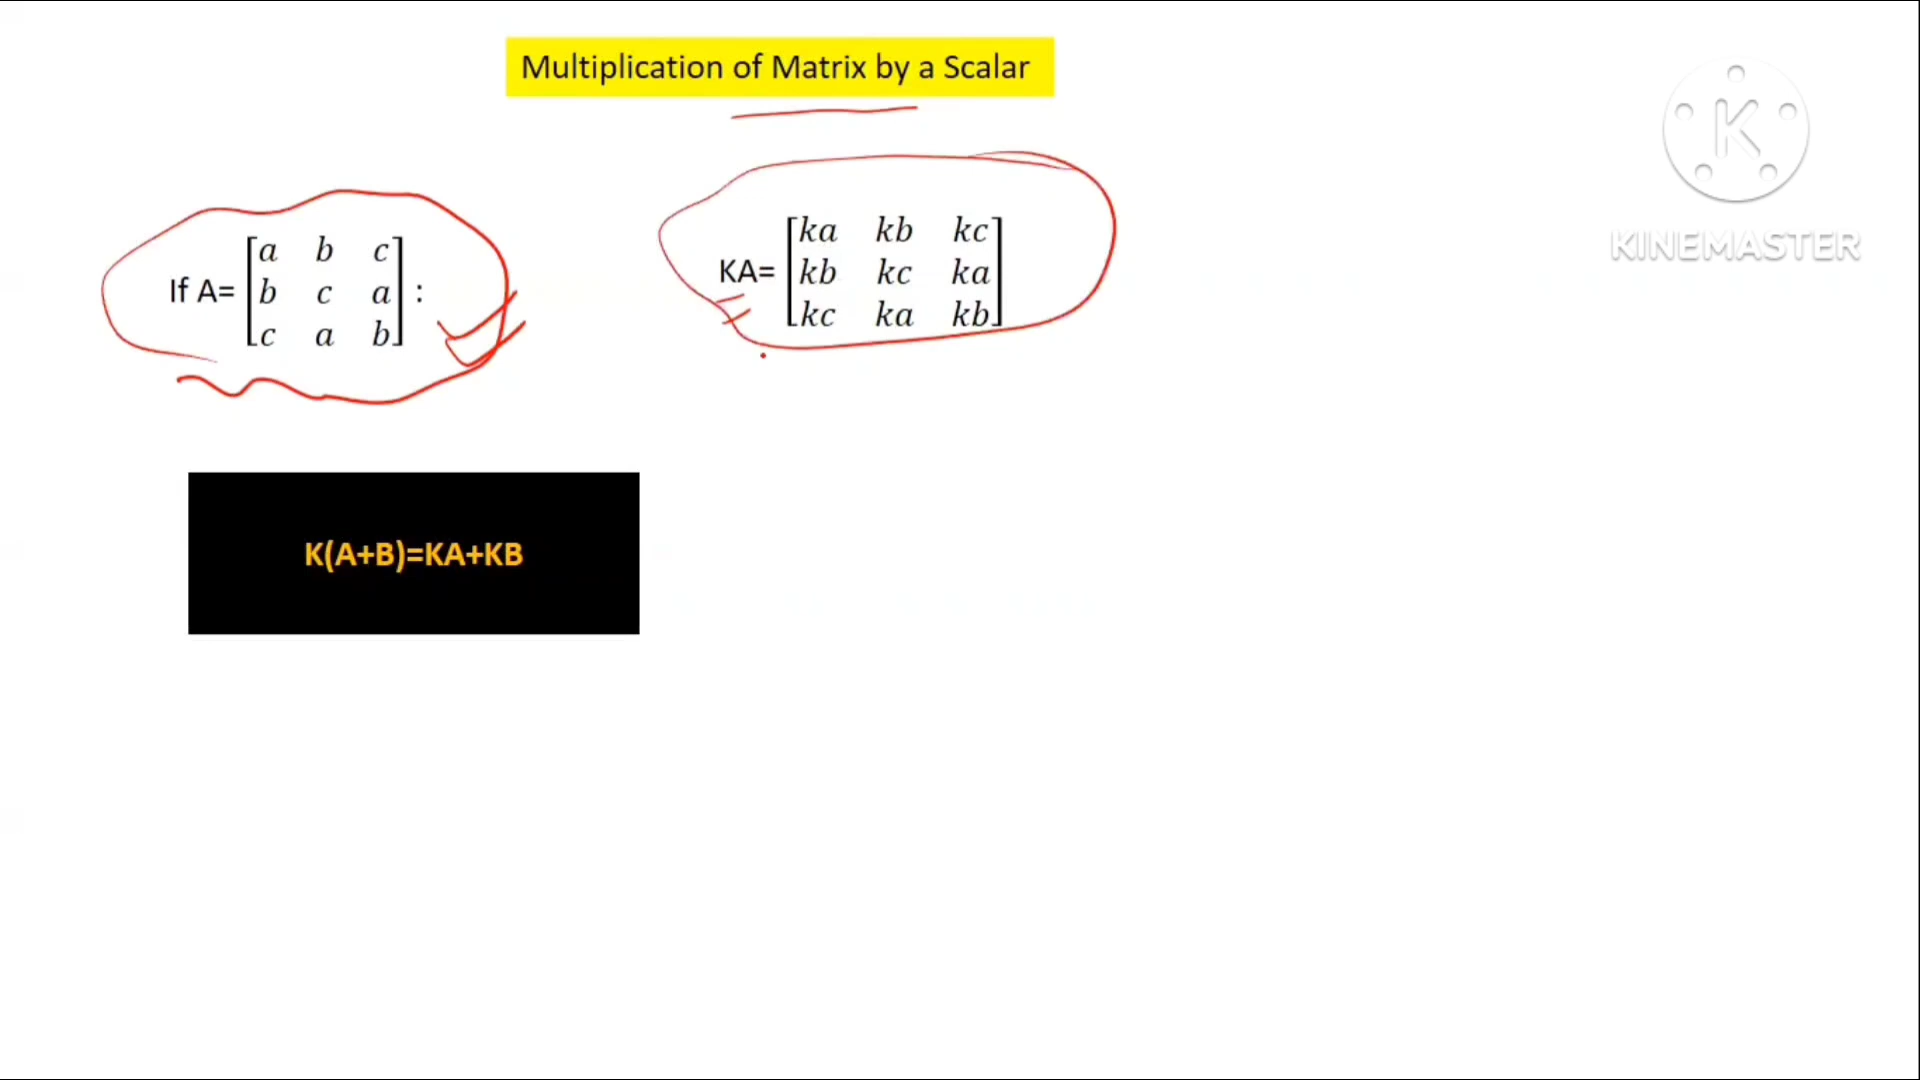 Multiplication of Matrix by a Scalar
If A= [a b c
b c a
c a b] :
KA= [ka kb kc
kb kc ka
kc ka kb]
K
KINEMASTER
K(A+B)=KA+KB